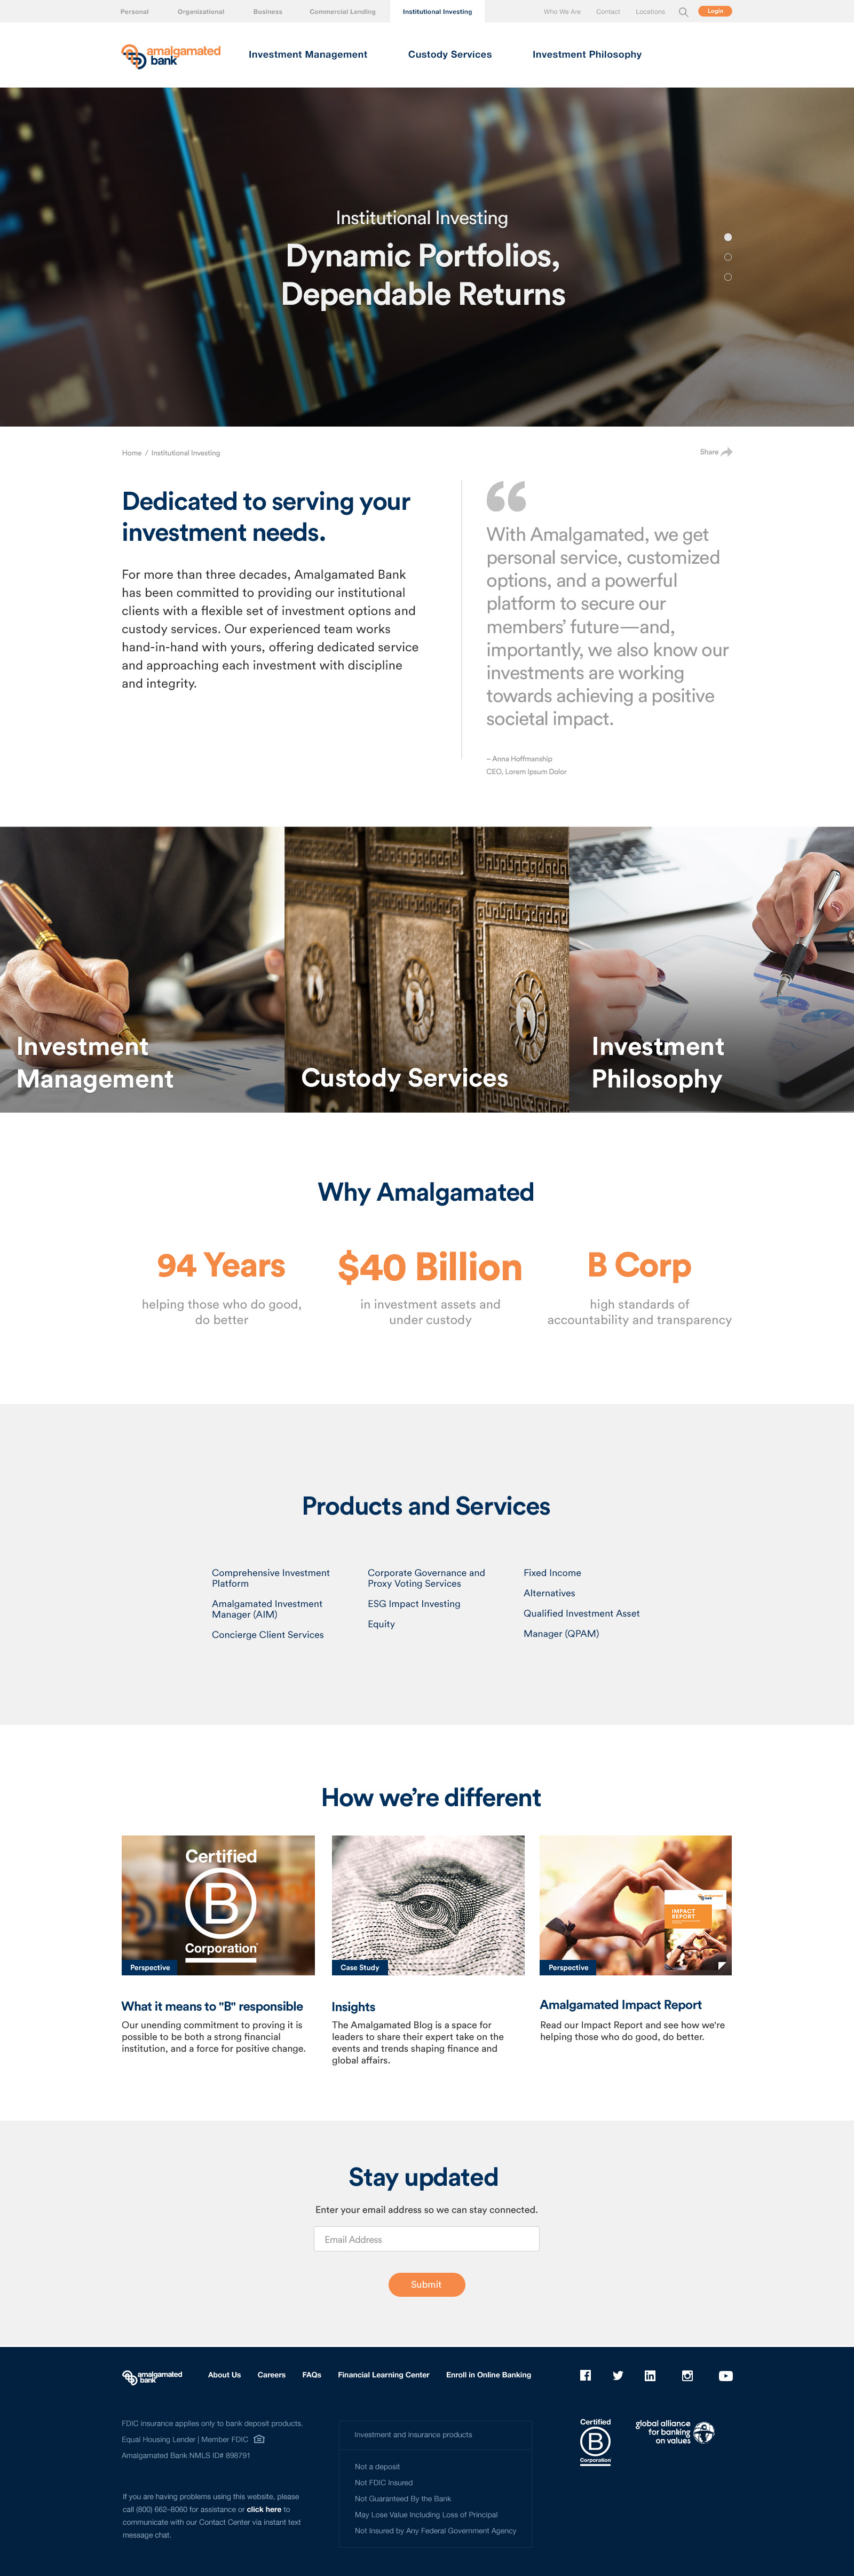 Personal Organizational Business Commercial Lending Institutional Investing Who We Are Contact Locations Login
amalgamated
bank
Investment Management Custody Services Investment Philosophy
Institutional Investing
Dynamic Portfolios,
Dependable Returns
Home / Institutional Investing
Share
Dedicated to serving your
investment needs.
For more than three decades, Amalgamated Bank
has been committed to providing our institutional
clients with a flexible set of investment options and
custody services. Our experienced team works
hand-in-hand with yours, offering dedicated service
and approaching each investment with discipline
and integrity.
“
With Amalgamated, we get
personal service, customized
options, and a powerful
platform to secure our
members’ future—and,
importantly, we also know our
investments are working
towards achieving a positive
societal impact.
– Anna Hoffmanship
CEO, Lorem Ipsum Dolor
Investment
Management
Custody Services
Investment
Philosophy
Why Amalgamated
94 Years
helping those who do good,
do better
$40 Billion
in investment assets and
under custody
B Corp
high standards of
accountability and transparency
Products and Services
Comprehensive Investment
Platform
Amalgamated Investment
Manager (AIM)
Concierge Client Services
Corporate Governance and
Proxy Voting Services
ESG Impact Investing
Equity
Fixed Income
Alternatives
Qualified Investment Asset
Manager (QPAM)
How we’re different
Certified
B
Corporation
Perspective
What it means to "B" responsible
Our unending commitment to proving it is
possible to be both a strong financial
institution, and a force for positive change.
Case Study
Insights
The Amalgamated Blog is a space for
leaders to share their expert take on the
events and trends shaping finance and
global affairs.
amalgamated
bank
IMPACT
REPORT
Perspective
Amalgamated Impact Report
Read our Impact Report and see how we're
helping those who do good, do better.
Stay updated
Enter your email address so we can stay connected.
Email Address
Submit
amalgamated
bank
About Us Careers FAQs Financial Learning Center Enroll in Online Banking
FDIC insurance applies only to bank deposit products.
Equal Housing Lender | Member FDIC
Amalgamated Bank NMLS ID# 898791
If you are having problems using this website, please
call (800) 662-8060 for assistance or click here to
communicate with our Contact Center via instant text
message chat.
Investment and insurance products
Not a deposit
Not FDIC Insured
Not Guaranteed By the Bank
May Lose Value Including Loss of Principal
Not Insured by Any Federal Government Agency
Certified
B
Corporation
global alliance
for banking
on values